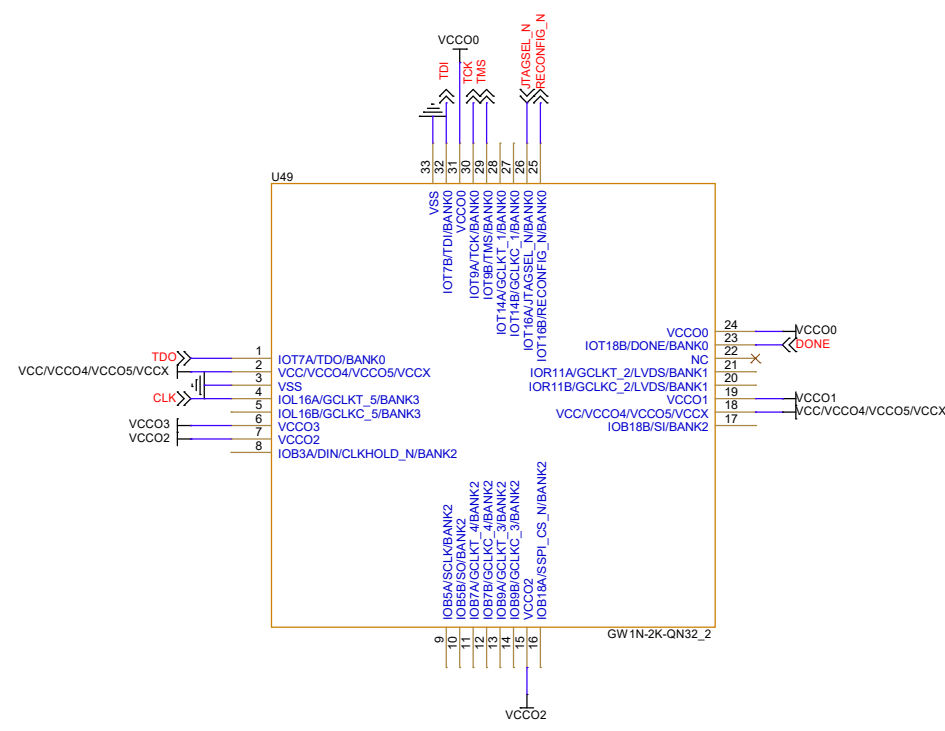 VCCO0
TDI
TCK
TMS
JTAGSEL_N
RECONFIG_N
33
32
31
30
29
28
27
26
25
U49
VSS
IOT7B/TDI/BANK0
VCCO0
IOT9A/TCK/BANK0
IOT9B/TMS/BANK0
IOT14A/GCLKT_1/BANK0
IOT14B/GCLKC_1/BANK0
IOT16A/JTAGSEL_N/BANK0
IOT16B/RECONFIG_N/BANK0
TDO
1
IOT7A/TDO/BANK0
VCC/VCCO4/VCCO5/VCCX
2
VCC/VCCO4/VCCO5/VCCX
3
VSS
CLK
4
IOL16A/GCLKT_5/BANK3
5
IOL16B/GCLKC_5/BANK3
VCCO3
6
VCCO3
VCCO2
7
VCCO2
8
IOB3A/DIN/CLKHOLD_N/BANK2
VCCO0
24
VCCO0
IOT18B/DONE/BANK0
23
DONE
NC
22
IOR11A/GCLKT_2/LVDS/BANK1
21
IOR11B/GCLKC_2/LVDS/BANK1
20
VCCO1
19
VCCO1
VCC/VCCO4/VCCO5/VCCX
18
VCC/VCCO4/VCCO5/VCCX
IOB18B/SI/BANK2
17
IOB5A/SCLK/BANK2
IOB5B/SO/BANK2
IOB7A/GCLKT_4/BANK2
IOB7B/GCLKC_4/BANK2
IOB9A/GCLKT_3/BANK2
IOB9B/GCLKC_3/BANK2
VCCO2
IOB18A/SSPI_CS_N/BANK2
GW1N-2K-QN32_2
9
10
11
12
13
14
15
16
VCCO2